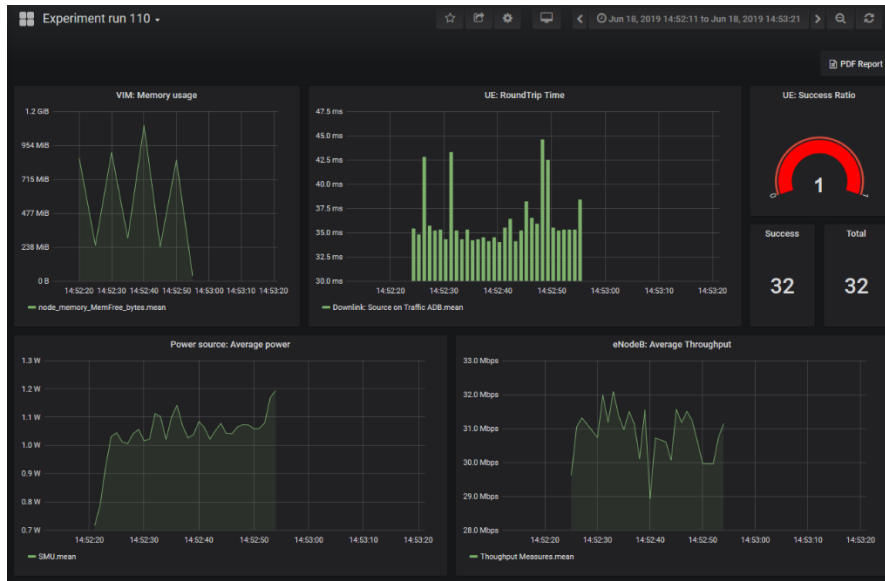 Experiment run 110
Jun 18, 2019 14:52:11 to Jun 18, 2019 14:53:21
PDF Report
VIM: Memory usage
1.2 GiB
954 MiB
715 MiB
477 MiB
238 MiB
0 B
14:52:20 14:52:30 14:52:40 14:52:50 14:53:00 14:53:10 14:53:20
node_memory_MemFree_bytes.mean
UE: RoundTrip Time
47.5 ms
45.0 ms
42.5 ms
40.0 ms
37.5 ms
35.0 ms
32.5 ms
30.0 ms
14:52:20 14:52:30 14:52:40 14:52:50 14:53:00 14:53:10 14:53:20
Downlink: Source on Traffic ADB.mean
UE: Success Ratio
0 1
1
Success
32
Total
32
Power source: Average power
1.3 W
1.2 W
1.1 W
1.0 W
0.9 W
0.8 W
0.7 W
14:52:20 14:52:30 14:52:40 14:52:50 14:53:00 14:53:10 14:53:20
SMU.mean
eNodeB: Average Throughput
33.0 Mbps
32.0 Mbps
31.0 Mbps
30.0 Mbps
29.0 Mbps
28.0 Mbps
14:52:20 14:52:30 14:52:40 14:52:50 14:53:00 14:53:10 14:53:20
Thoughput Measures.mean